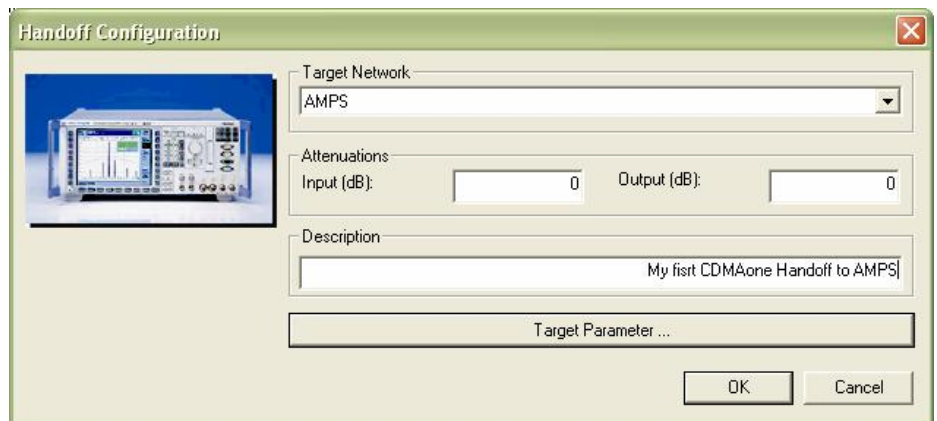 Handoff Configuration
Target Network
AMPS
Attenuations
Input (dB): 0 Output (dB): 0
Description
My fisrt CDMAone Handoff to AMPS
Target Parameter ...
OK Cancel